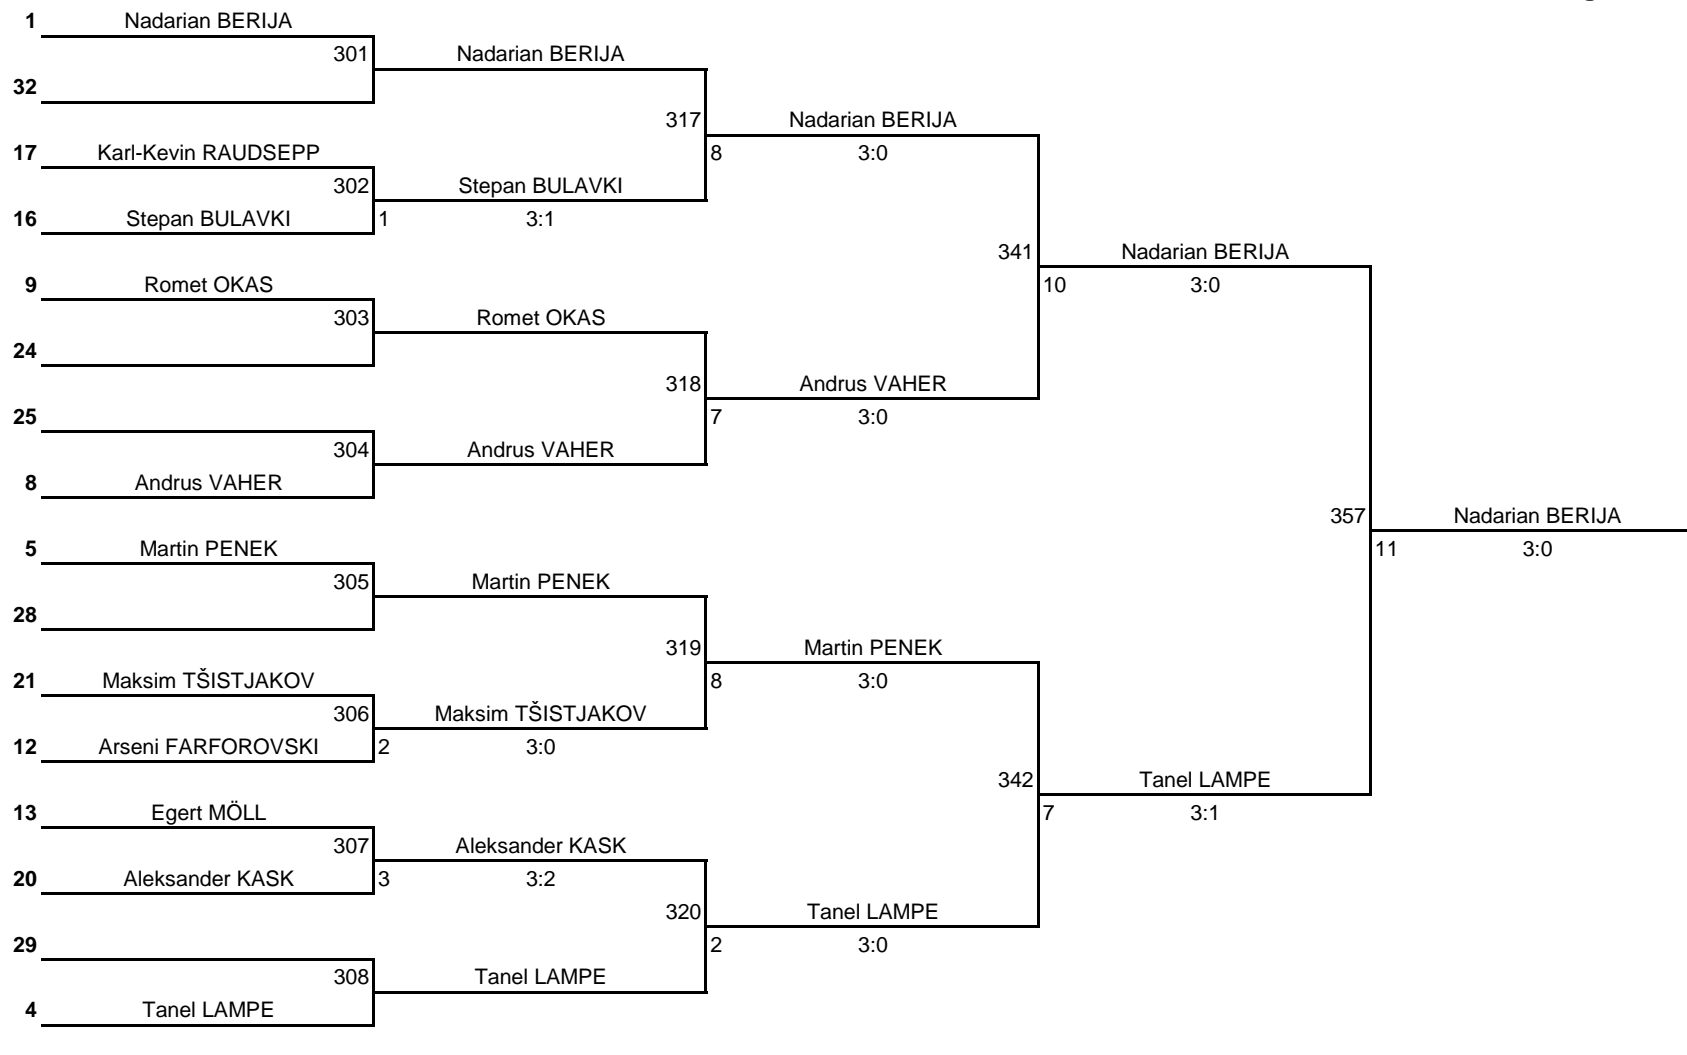 1 Nadarian BERIJA
301 Nadarian BERIJA
32
317 Nadarian BERIJA
17 Karl-Kevin RAUDSEPP 8 3:0
302 Stepan BULAVKI
16 Stepan BULAVKI 1 3:1
341 Nadarian BERIJA
9 Romet OKAS 10 3:0
303 Romet OKAS
24
318 Andrus VAHER
25 7 3:0
304 Andrus VAHER
8 Andrus VAHER
357 Nadarian BERIJA
5 Martin PENEK 11 3:0
305 Martin PENEK
28
319 Martin PENEK
21 Maksim TŠISTJAKOV 8 3:0
306 Maksim TŠISTJAKOV
12 Arseni FARFOROVSKI 2 3:0
342 Tanel LAMPE
13 Egert MÖLL 7 3:1
307 Aleksander KASK
20 Aleksander KASK 3 3:2
320 Tanel LAMPE
29 2 3:0
308 Tanel LAMPE
4 Tanel LAMPE